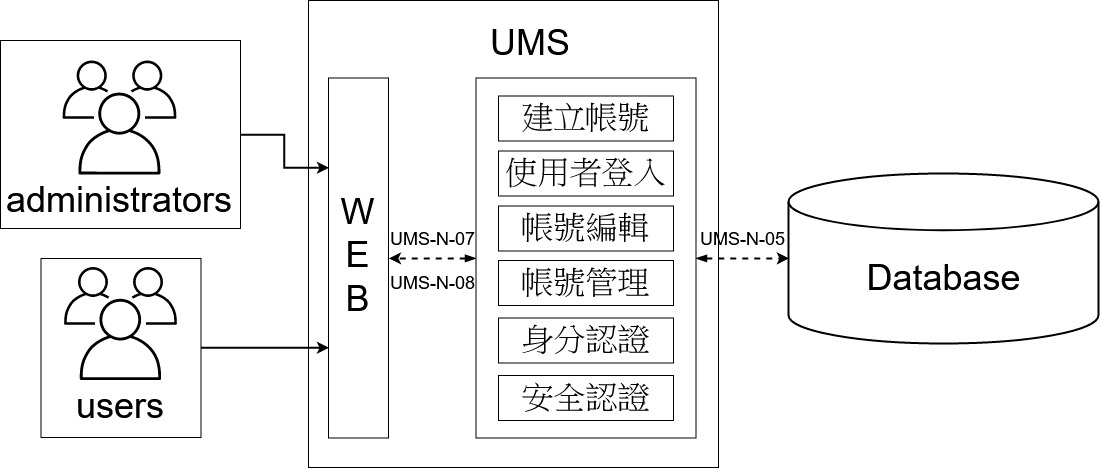 UMS
administrators
users
W
E
B
UMS-N-07
UMS-N-08
建立帳號
使用者登入
帳號編輯
帳號管理
身分認證
安全認證
UMS-N-05
Database